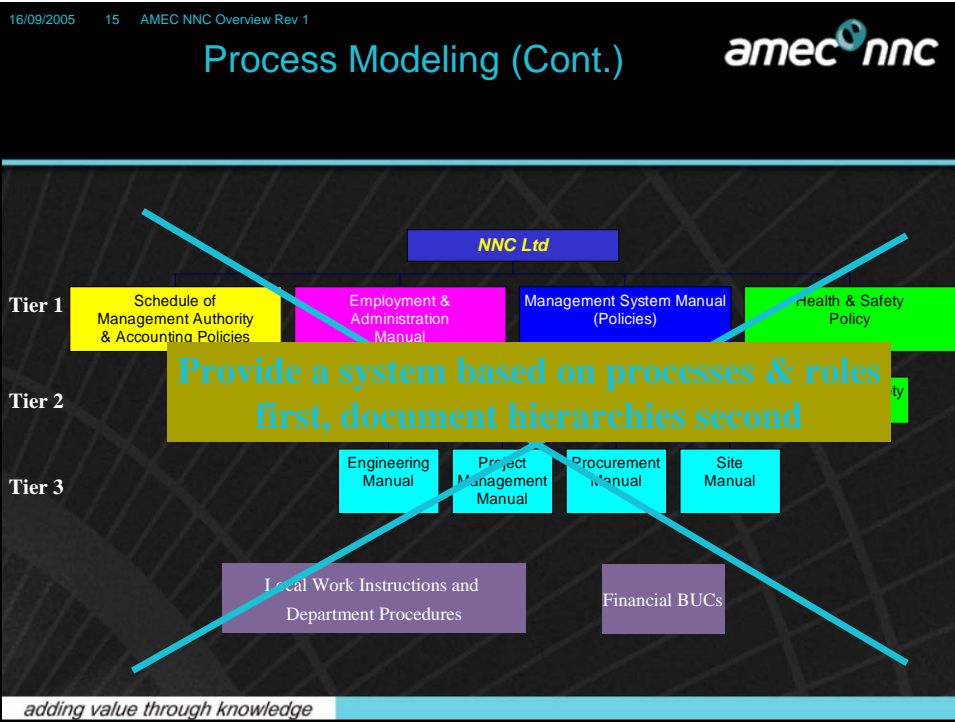 16/09/2005 15 AMEC NNC Overview Rev 1
Process Modeling (Cont.)
amec nnc
NNC Ltd
Tier 1
Schedule of
Management Authority
& Accounting Policies
Employment &
Administration
Manual
Management System Manual
(Policies)
Health & Safety
Policy
Provide a system based on processes & roles
first, document hierarchies second
Tier 2
Tier 3
Engineering
Manual
Project
Management
Manual
Procurement
Manual
Site
Manual
Local Work Instructions and
Department Procedures
Financial BUCs
adding value through knowledge